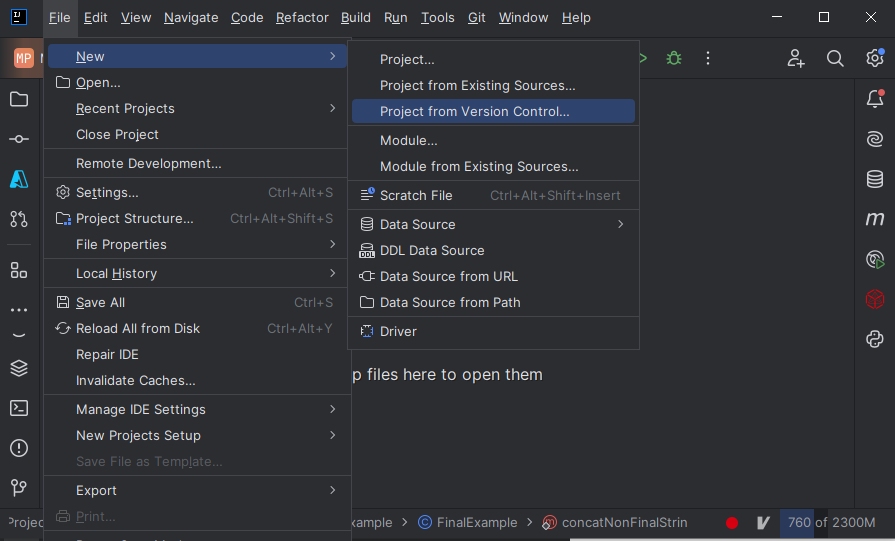 File Edit View Navigate Code Refactor Build Run Tools Git Window Help
MP
New
Open...
Recent Projects
Close Project
Remote Development...
Settings... Ctrl+Alt+S
Project Structure... Ctrl+Alt+Shift+S
File Properties
Local History
Save All Ctrl+S
Reload All from Disk Ctrl+Alt+Y
Repair IDE
Invalidate Caches...
Manage IDE Settings
New Projects Setup
Save File as Template...
Export
Print...
Project...
Project from Existing Sources...
Project from Version Control...
Module...
Module from Existing Sources...
Scratch File Ctrl+Alt+Shift+Insert
Data Source
DDL Data Source
Data Source from URL
Data Source from Path
Driver
p files here to open them
Projec xample FinalExample concatNonFinalStrin 760 of 2300M